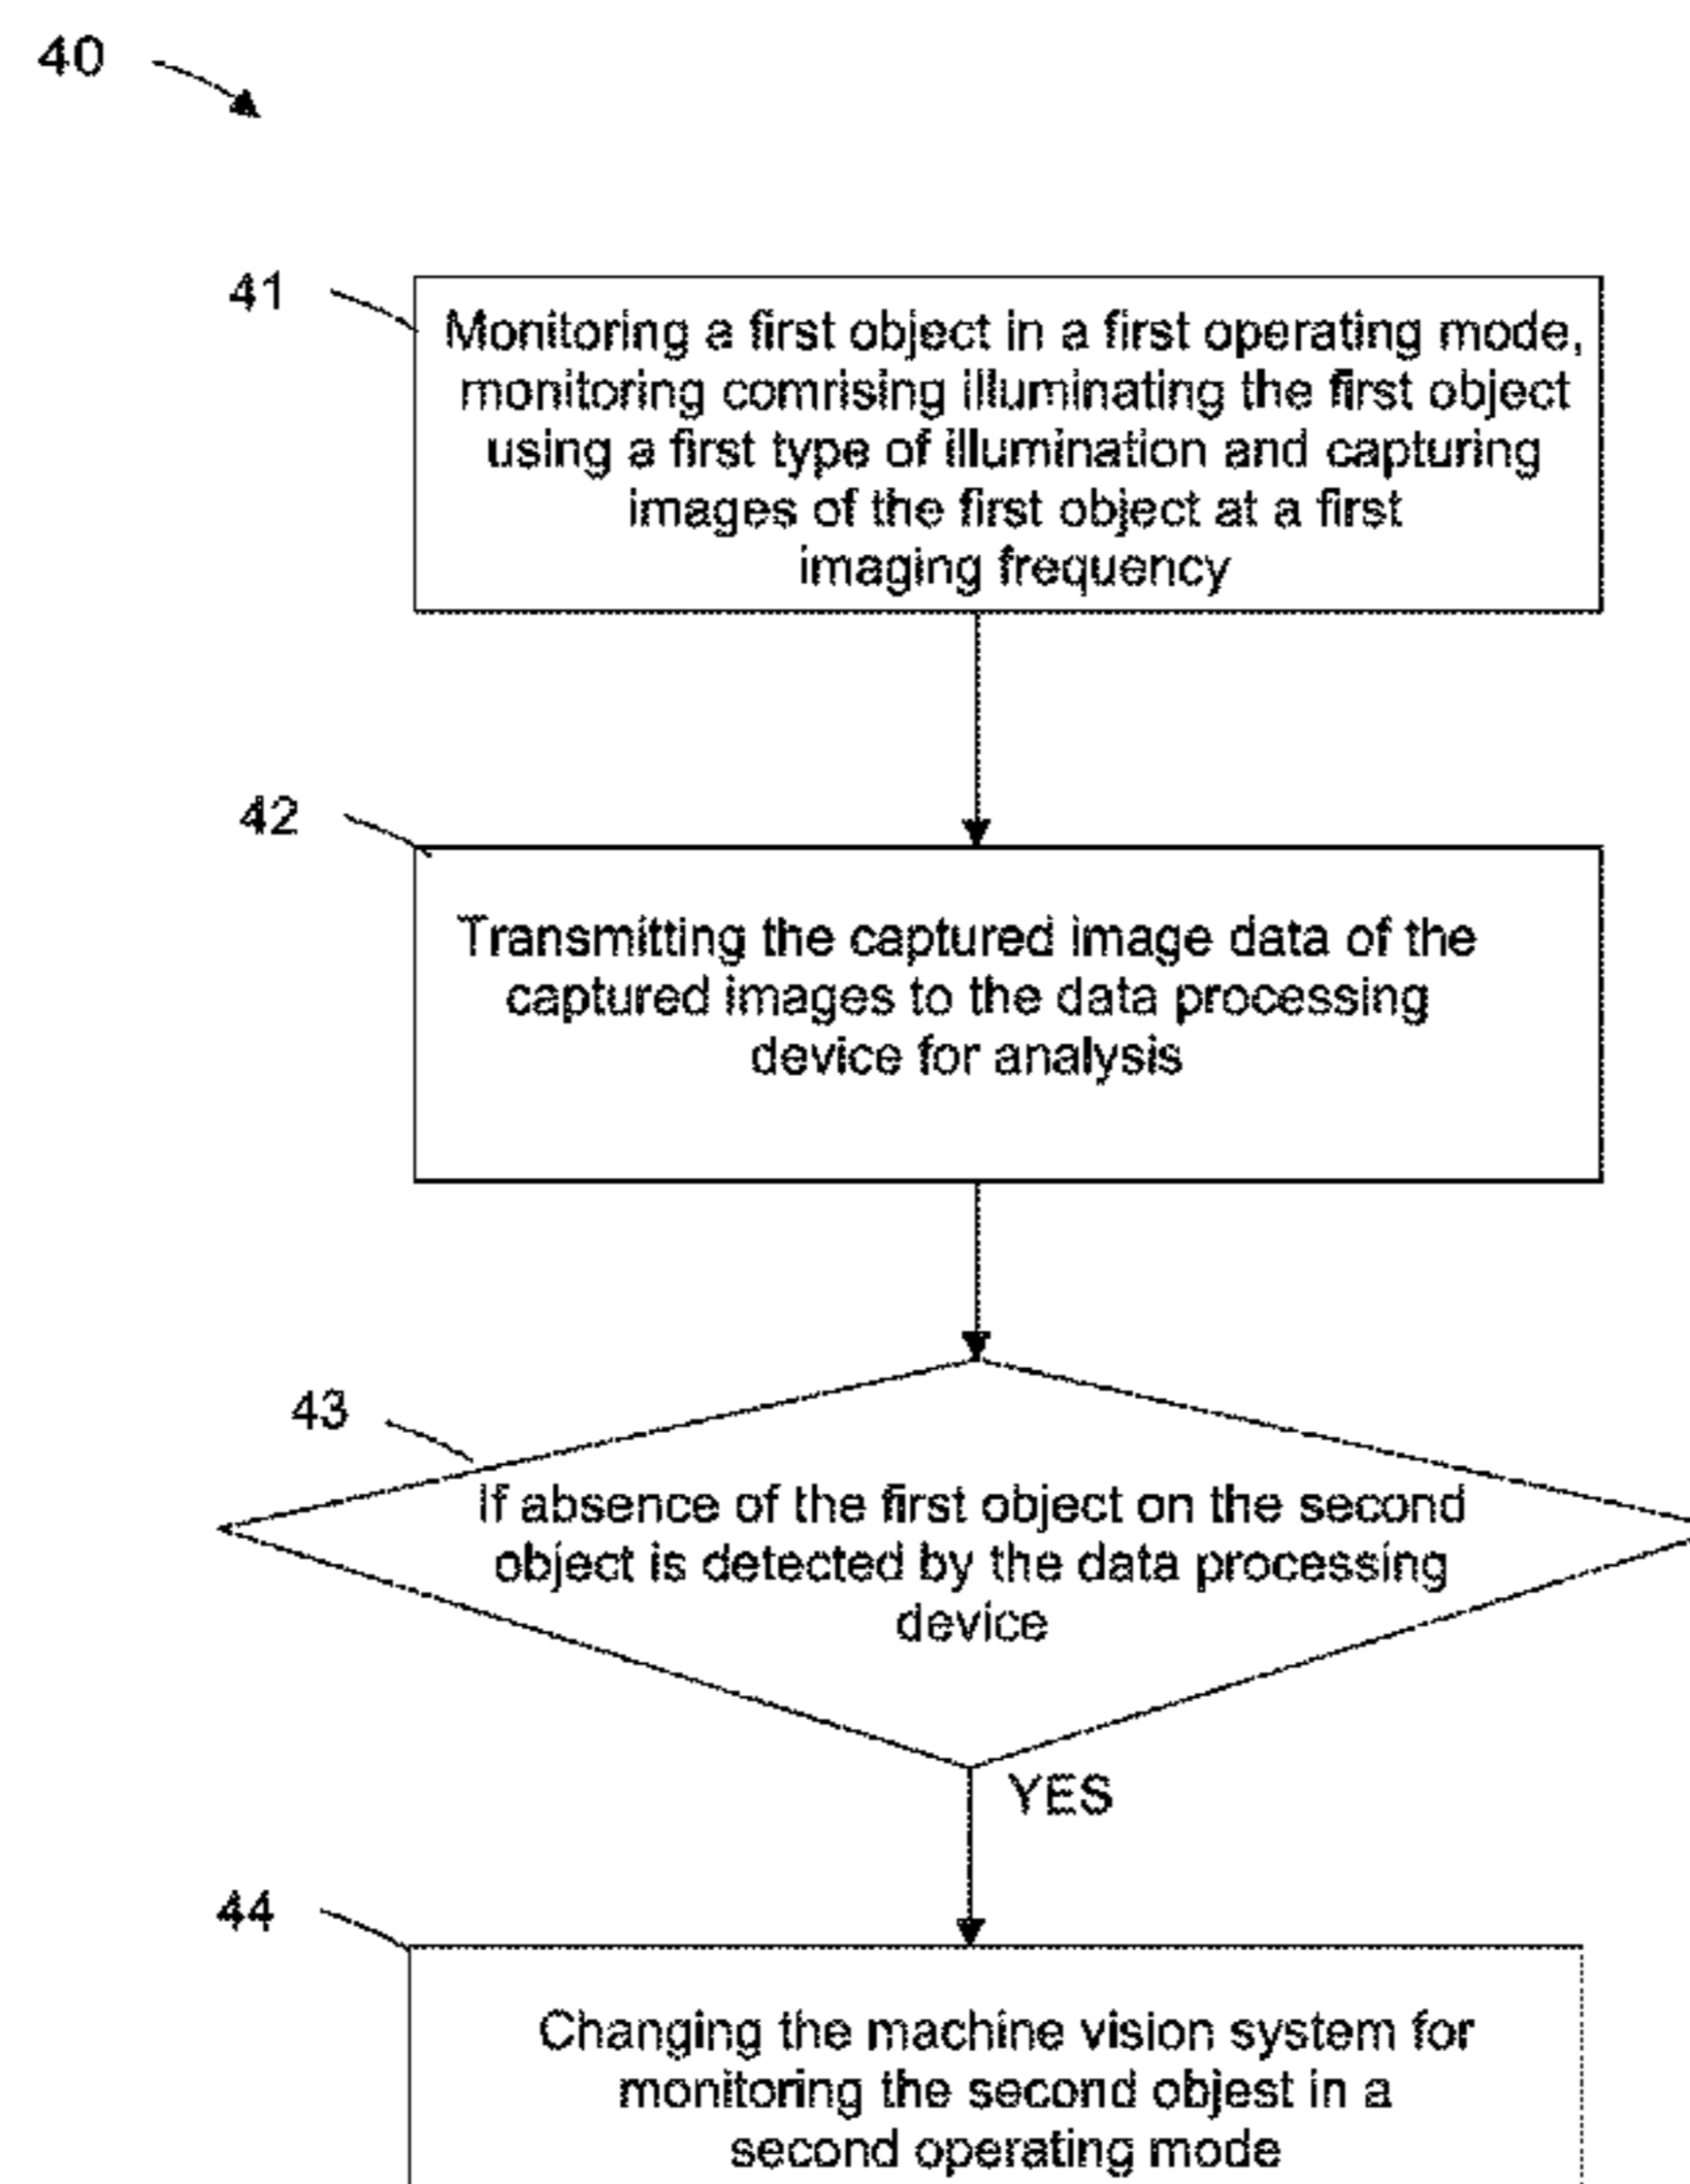 40
41
Monitoring a first object in a first operating mode,
monitoring comrising illuminating the first object
using a first type of illumination and capturing
images of the first object at a first
imaging frequency
42
Transmitting the captured image data of the
captured images to the data processing
device for analysis
43
If absence of the first object on the second
object is detected by the data processing
device
YES
44
Changing the machine vision system for
monitoring the second objest in a
second operating mode